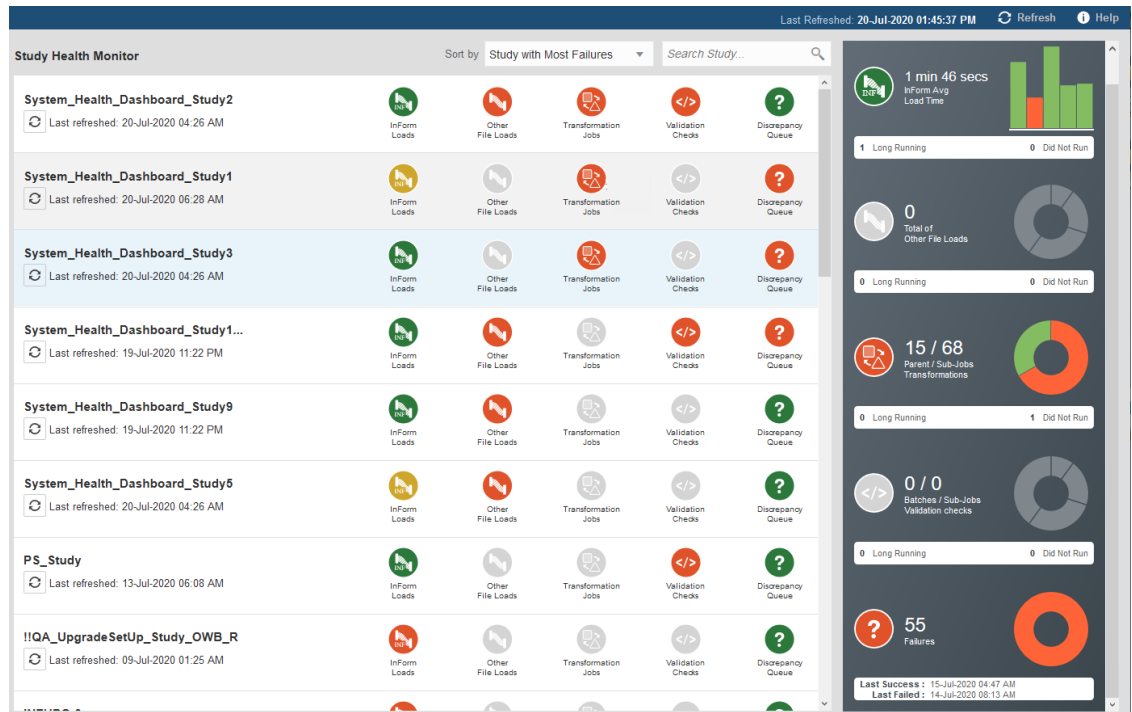 Last Refreshed: 20-Jul-2020 01:45:37 PM Refresh Help
Study Health Monitor
Sort by Study with Most Failures Search Study...
System_Health_Dashboard_Study2
Last refreshed: 20-Jul-2020 04:26 AM
INF </> ?
InForm Loads
Other File Loads
Transformation Jobs
Validation Checks
Discrepancy Queue
System_Health_Dashboard_Study1
Last refreshed: 20-Jul-2020 06:28 AM
INF </> ?
InForm Loads
Other File Loads
Transformation Jobs
Validation Checks
Discrepancy Queue
System_Health_Dashboard_Study3
Last refreshed: 20-Jul-2020 04:26 AM
INF </> ?
InForm Loads
Other File Loads
Transformation Jobs
Validation Checks
Discrepancy Queue
System_Health_Dashboard_Study1...
Last refreshed: 19-Jul-2020 11:22 PM
INF </> ?
InForm Loads
Other File Loads
Transformation Jobs
Validation Checks
Discrepancy Queue
System_Health_Dashboard_Study9
Last refreshed: 19-Jul-2020 11:22 PM
INF </> ?
InForm Loads
Other File Loads
Transformation Jobs
Validation Checks
Discrepancy Queue
System_Health_Dashboard_Study5
Last refreshed: 20-Jul-2020 04:26 AM
INF </> ?
InForm Loads
Other File Loads
Transformation Jobs
Validation Checks
Discrepancy Queue
PS_Study
Last refreshed: 13-Jul-2020 06:08 AM
INF </> ?
InForm Loads
Other File Loads
Transformation Jobs
Validation Checks
Discrepancy Queue
!!QA_UpgradeSetUp_Study_OWB_R
Last refreshed: 09-Jul-2020 01:25 AM
INF </> ?
InForm Loads
Other File Loads
Transformation Jobs
Validation Checks
Discrepancy Queue
INF
1 min 46 secs
InForm Avg
Load Time
1 Long Running 0 Did Not Run
0
Total of
Other File Loads
0 Long Running 0 Did Not Run
15 / 68
Parent / Sub-Jobs
Transformations
0 Long Running 1 Did Not Run
</>
0 / 0
Batches / Sub-Jobs
Validation checks
0 Long Running 0 Did Not Run
?
55
Failures
Last Success : 15-Jul-2020 04:47 AM
Last Failed : 14-Jul-2020 08:13 AM